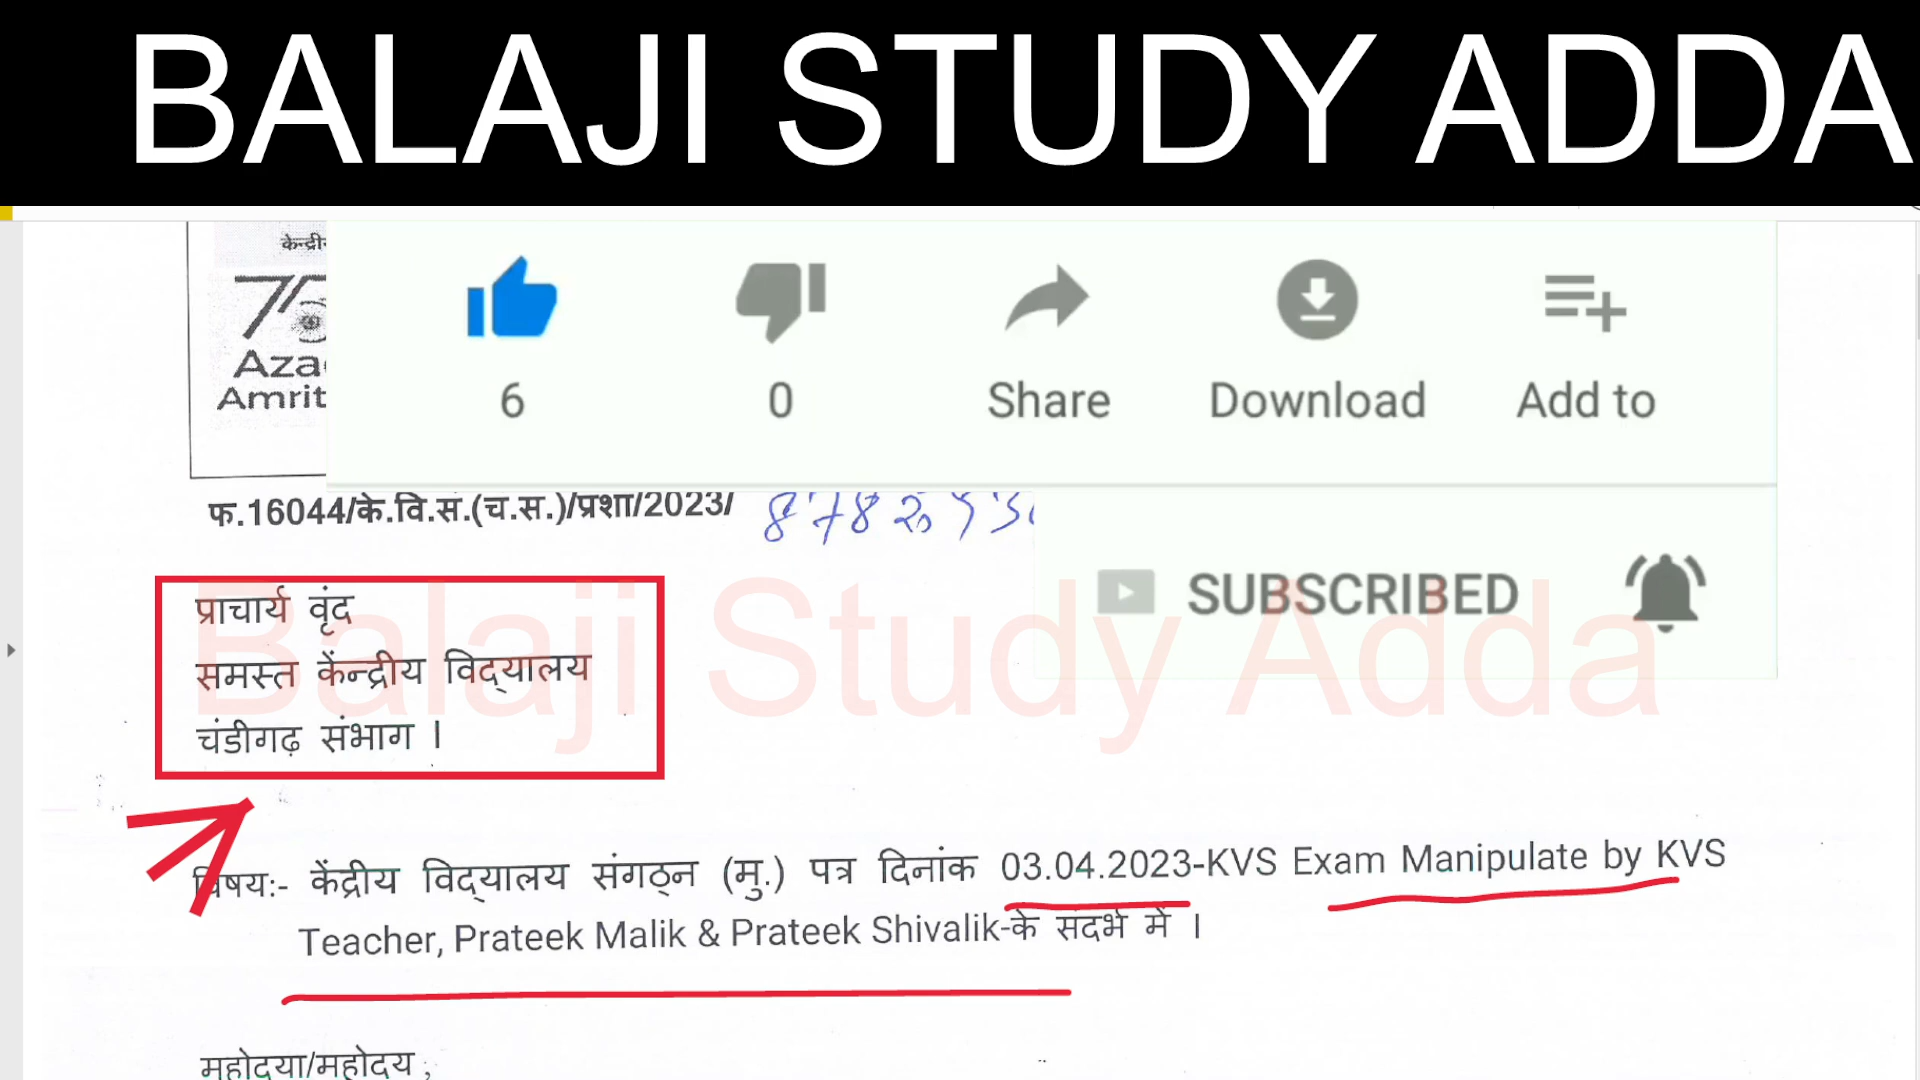 BALAJI STUDY ADDA
Aza
Amrit
6
0
Share
Download
Add to
फ.16044/के.वि.सं.(च.स.)/प्रशा/2023/
SUBSCRIBED
Balaji Study Adda
प्राचार्य वृंद
समस्त केंन्द्रीय विद्यालय
चंडीगढ़ संभाग ।
विषय:- केंद्रीय विद्यालय संगठ्न (मु.) पत्र दिनांक 03.04.2023-KVS Exam Manipulate by KVS
Teacher, Prateek Malik & Prateek Shivalik-के संदर्भ में ।
महोदया/महोदय ,